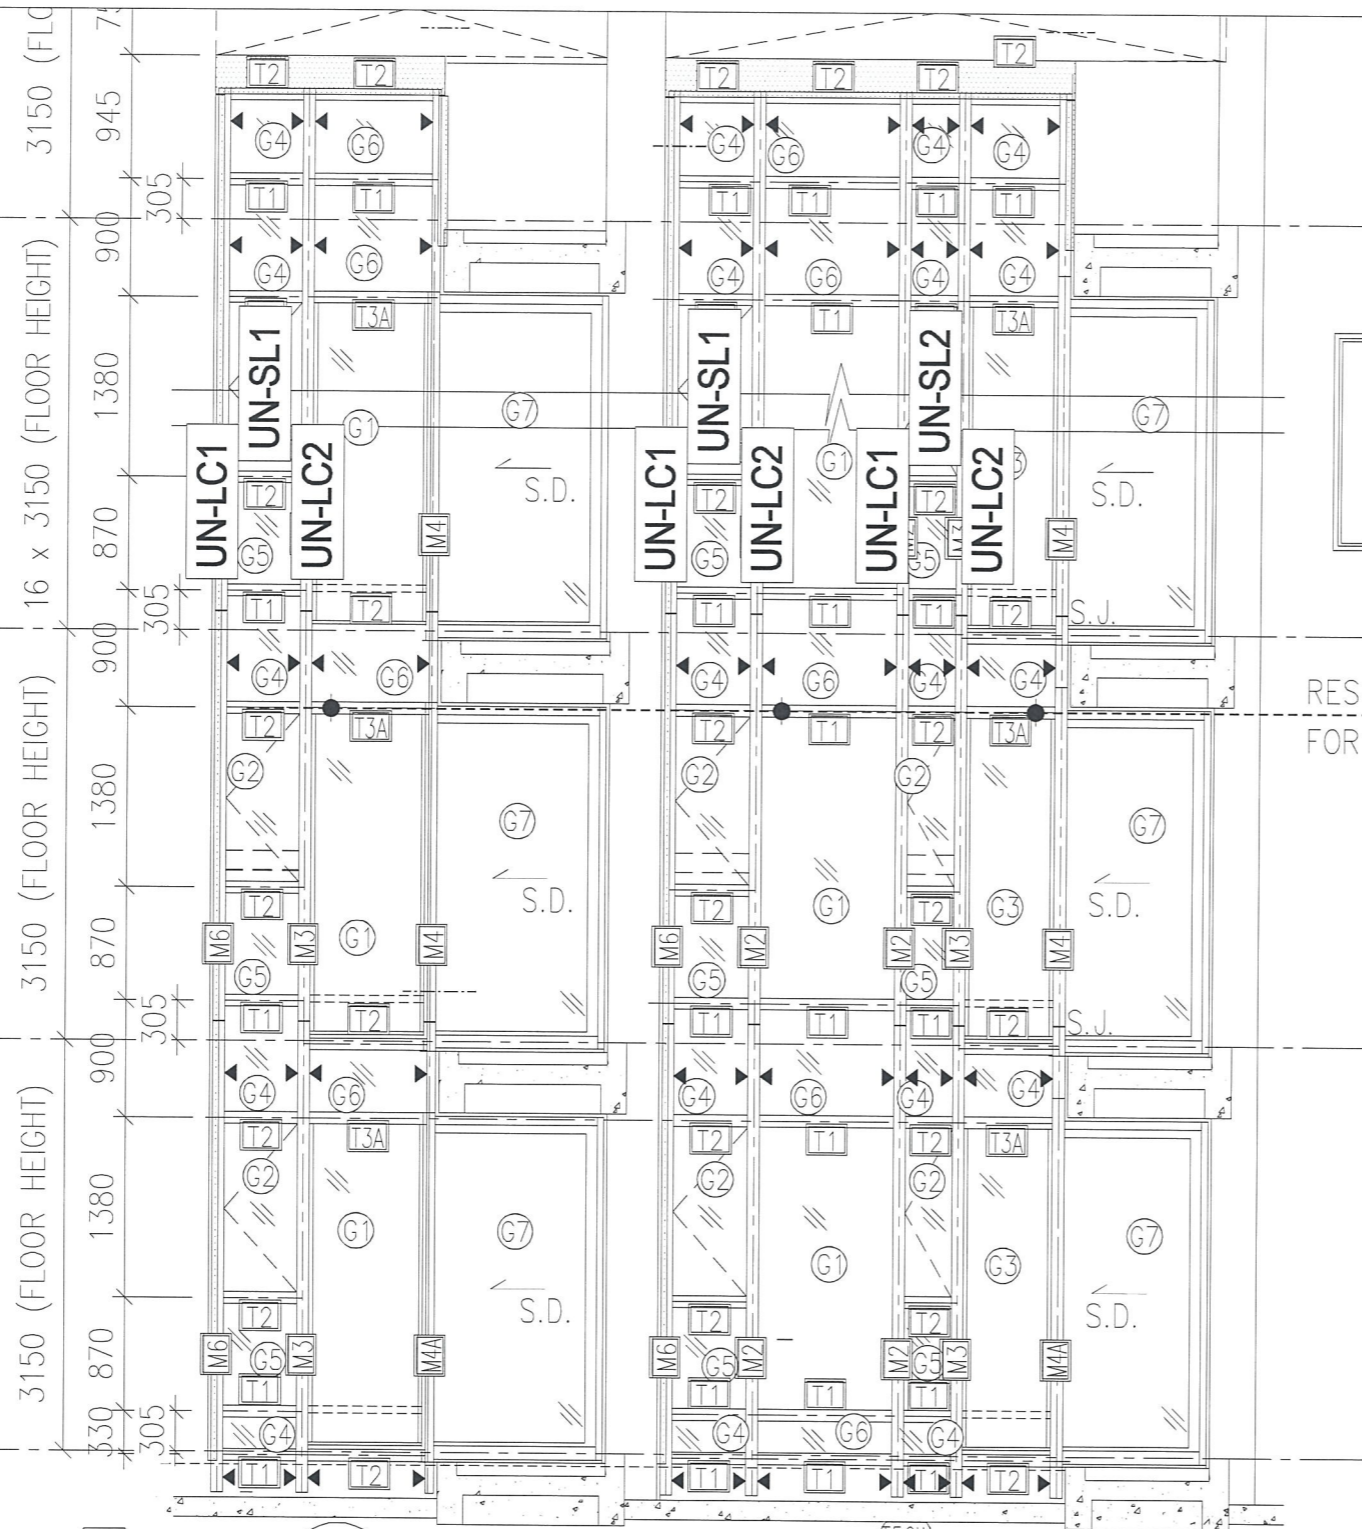 T2 T2 T2 T2 T2 T2
G4 G6 G4 G6 G4 G4
T1 T1 T1 T1 T1 T1
G4 G6 G4 G6 G4 G4
T3A T1 T3A
UN-SL1 UN-SL1 UN-SL2
G1 G7 G1 G7
UN-LC1 UN-LC2 UN-LC1 UN-LC2 UN-LC1 UN-LC2
T2 S.D. T2 T2 S.D.
G5 M4 G5 M4
T1 T2 T1 T1 T1 T2 S.J.
G4 G6 G4 G6 G4 G4
RES
T2 T3A T2 T1 T2 T3A
FOR
G2 G2 G2
G7 G7
T2 S.D. T2 T2 S.D.
G1 G1 G3
M6 M3 M4 M6 M2 M2 M3 M4
G5 G5 G5
T1 T2 T1 T1 T1 T2 S.J.
G4 G6 G4 G6 G4 G4
T2 T3A T2 T1 T2 T3A
G2 G2 G2
G1 G7 G1 G3 G7
T2 S.D. T2 T2 S.D.
M6 M3 M4A M6 M2 M2 M3 M4A
G5 G5 G5
T1 T1 T1 T1
G4 G4 G6 G4
T1 T2 T1 T1 T1 T2
945
305
900
1380
870
305
900
1380
870
305
900
1380
870
330
305
3150
16 x 3150 (FLOOR HEIGHT)
3150 (FLOOR HEIGHT)
3150 (FLOOR HEIGHT)